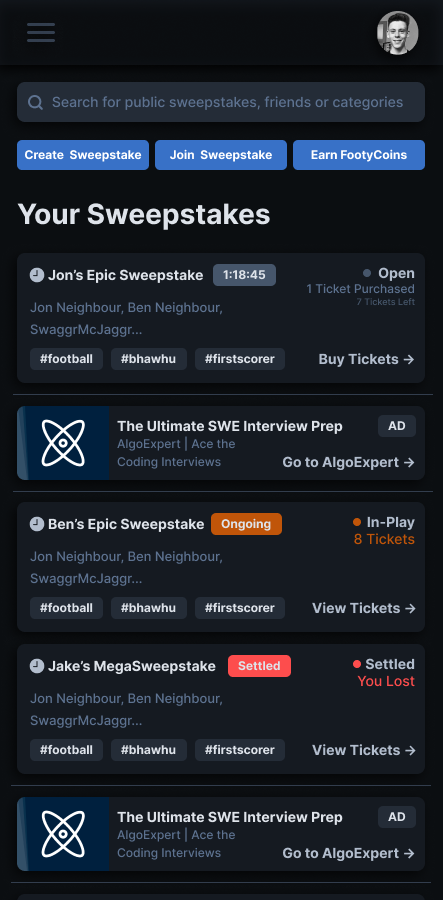 Search for public sweepstakes, friends or categories
Create Sweepstake
Join Sweepstake
Earn FootyCoins
Your Sweepstakes
Jon's Epic Sweepstake
1:18:45
Open
1 Ticket Purchased
7 Tickets Left
Jon Neighbour, Ben Neighbour,
SwaggrMcJaggr...
#football
#bhawhu
#firstscorer
Buy Tickets →
The Ultimate SWE Interview Prep
AD
AlgoExpert | Ace the
Coding Interviews
Go to AlgoExpert →
Ben's Epic Sweepstake
Ongoing
In-Play
8 Tickets
Jon Neighbour, Ben Neighbour,
SwaggrMcJaggr...
#football
#bhawhu
#firstscorer
View Tickets →
Jake's MegaSweepstake
Settled
Settled
You Lost
Jon Neighbour, Ben Neighbour,
SwaggrMcJaggr...
#football
#bhawhu
#firstscorer
View Tickets →
The Ultimate SWE Interview Prep
AD
AlgoExpert | Ace the
Coding Interviews
Go to AlgoExpert →